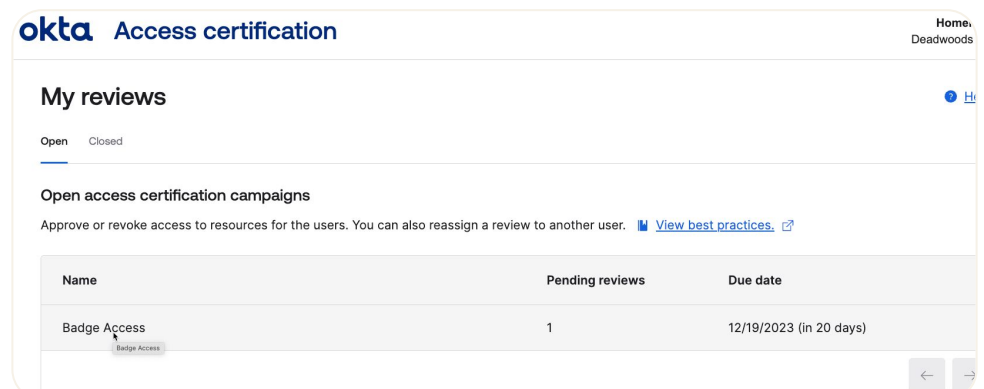 okta Access certification
Deadwoods
My reviews
Open Closed
Open access certification campaigns
Approve or revoke access to resources for the users. You can also reassign a review to another user. View best practices.
Name Pending reviews Due date
Badge Access 1 12/19/2023 (in 20 days)
Badge Access